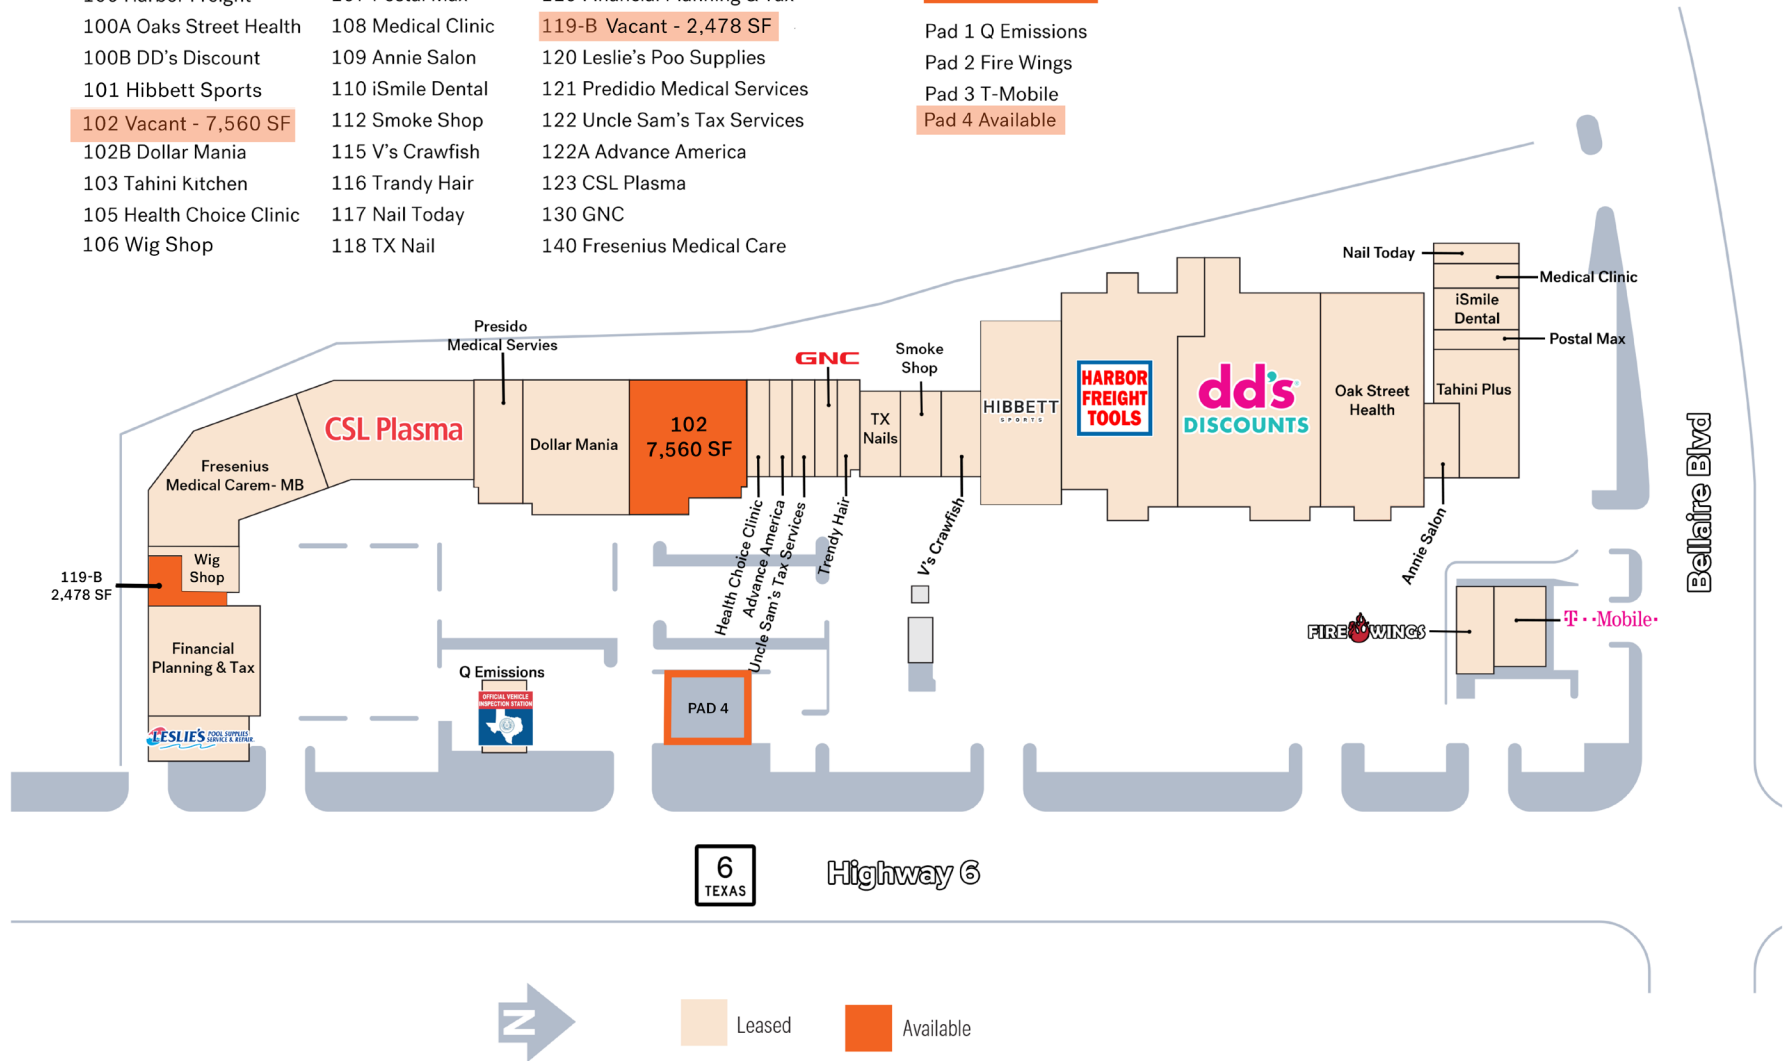 100 Harbor Freight
100A Oaks Street Health
100B DD's Discount
101 Hibbett Sports
102 Vacant - 7,560 SF
102B Dollar Mania
103 Tahini Kitchen
105 Health Choice Clinic
106 Wig Shop
107 Postal Max
108 Medical Clinic
109 Annie Salon
110 iSmile Dental
112 Smoke Shop
115 V's Crawfish
116 Trandy Hair
117 Nail Today
118 TX Nail
Financial Planning & Tax
119-B Vacant - 2,478 SF
120 Leslie's Poo Supplies
121 Predidio Medical Services
122 Uncle Sam's Tax Services
122A Advance America
123 CSL Plasma
130 GNC
140 Fresenius Medical Care
Pad 1 Q Emissions
Pad 2 Fire Wings
Pad 3 T-Mobile
Pad 4 Available
Nail Today
Medical Clinic
iSmile
Dental
Postal Max
Tahini Plus
Presido
Medical Servies
GNC
Smoke
Shop
CSL Plasma
Dollar Mania
102
7,560 SF
TX
Nails
HIBBETT
SPORTS
HARBOR
FREIGHT
TOOLS
dd's
DISCOUNTS
Oak Street
Health
Fresenius
Medical Carem- MB
Health Choice Clinic
Advance America
Uncle Sam's Tax Services
Trendy Hair
V's Crawfish
Annie Salon
Bellaire Blvd
Wig
Shop
119-B
2,478 SF
Financial
Planning & Tax
LESLIE'S POOL SUPPLIES
SERVICE & REPAIR
Q Emissions
OFFICIAL VEHICLE
INSPECTION STATION
PAD 4
FIRE WINGS
T··Mobile·
6
TEXAS
Highway 6
N
Leased
Available